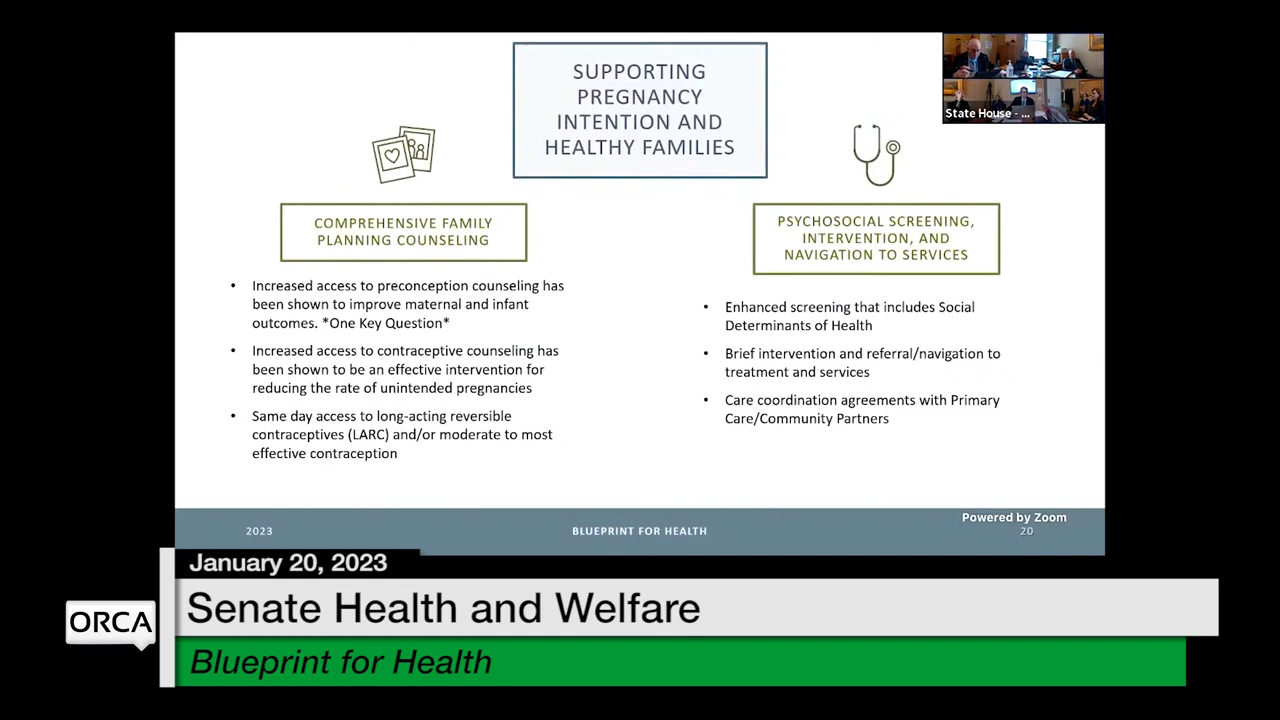 SUPPORTING
PREGNANCY
INTENTION AND
HEALTHY FAMILIES
State House - ...
COMPREHENSIVE FAMILY
PLANNING COUNSELING
• Increased access to preconception counseling has
been shown to improve maternal and infant
outcomes. *One Key Question*
• Increased access to contraceptive counseling has
been shown to be an effective intervention for
reducing the rate of unintended pregnancies
• Same day access to long-acting reversible
contraceptives (LARC) and/or moderate to most
effective contraception
PSYCHOSOCIAL SCREENING,
INTERVENTION, AND
NAVIGATION TO SERVICES
• Enhanced screening that includes Social
Determinants of Health
• Brief intervention and referral/navigation to
treatment and services
• Care coordination agreements with Primary
Care/Community Partners
Powered by Zoom
2023 BLUEPRINT FOR HEALTH 20
January 20, 2023
ORCA
Senate Health and Welfare
Blueprint for Health